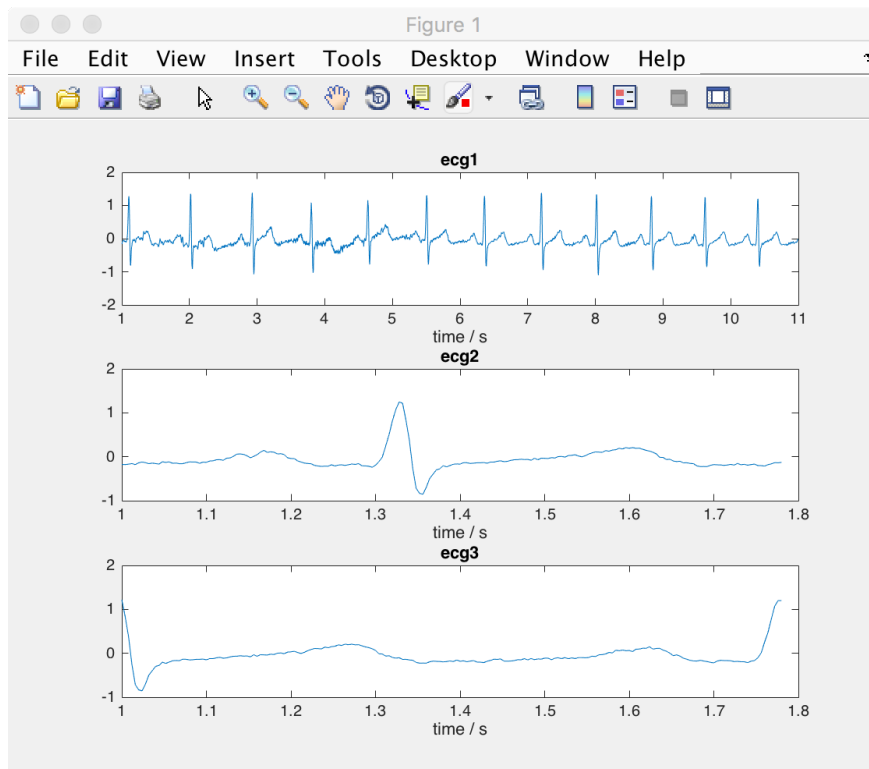 Figure 1
File Edit View Insert Tools Desktop Window Help
ecg1
2
1
0
-1
-2
1 2 3 4 5 6 7 8 9 10 11
time / s
ecg2
2
1
0
-1
1 1.1 1.2 1.3 1.4 1.5 1.6 1.7 1.8
time / s
ecg3
2
1
0
-1
1 1.1 1.2 1.3 1.4 1.5 1.6 1.7 1.8
time / s